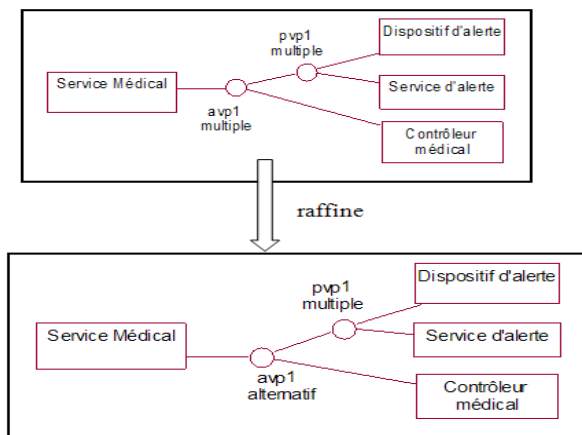 Dispositif d'alerte
pvp1
multiple
Service Médical
Service d'alerte
avp1
multiple
Contrôleur
médical
raffine
Dispositif d'alerte
pvp1
multiple
Service Médical
Service d'alerte
avp1
alternatif
Contrôleur
médical